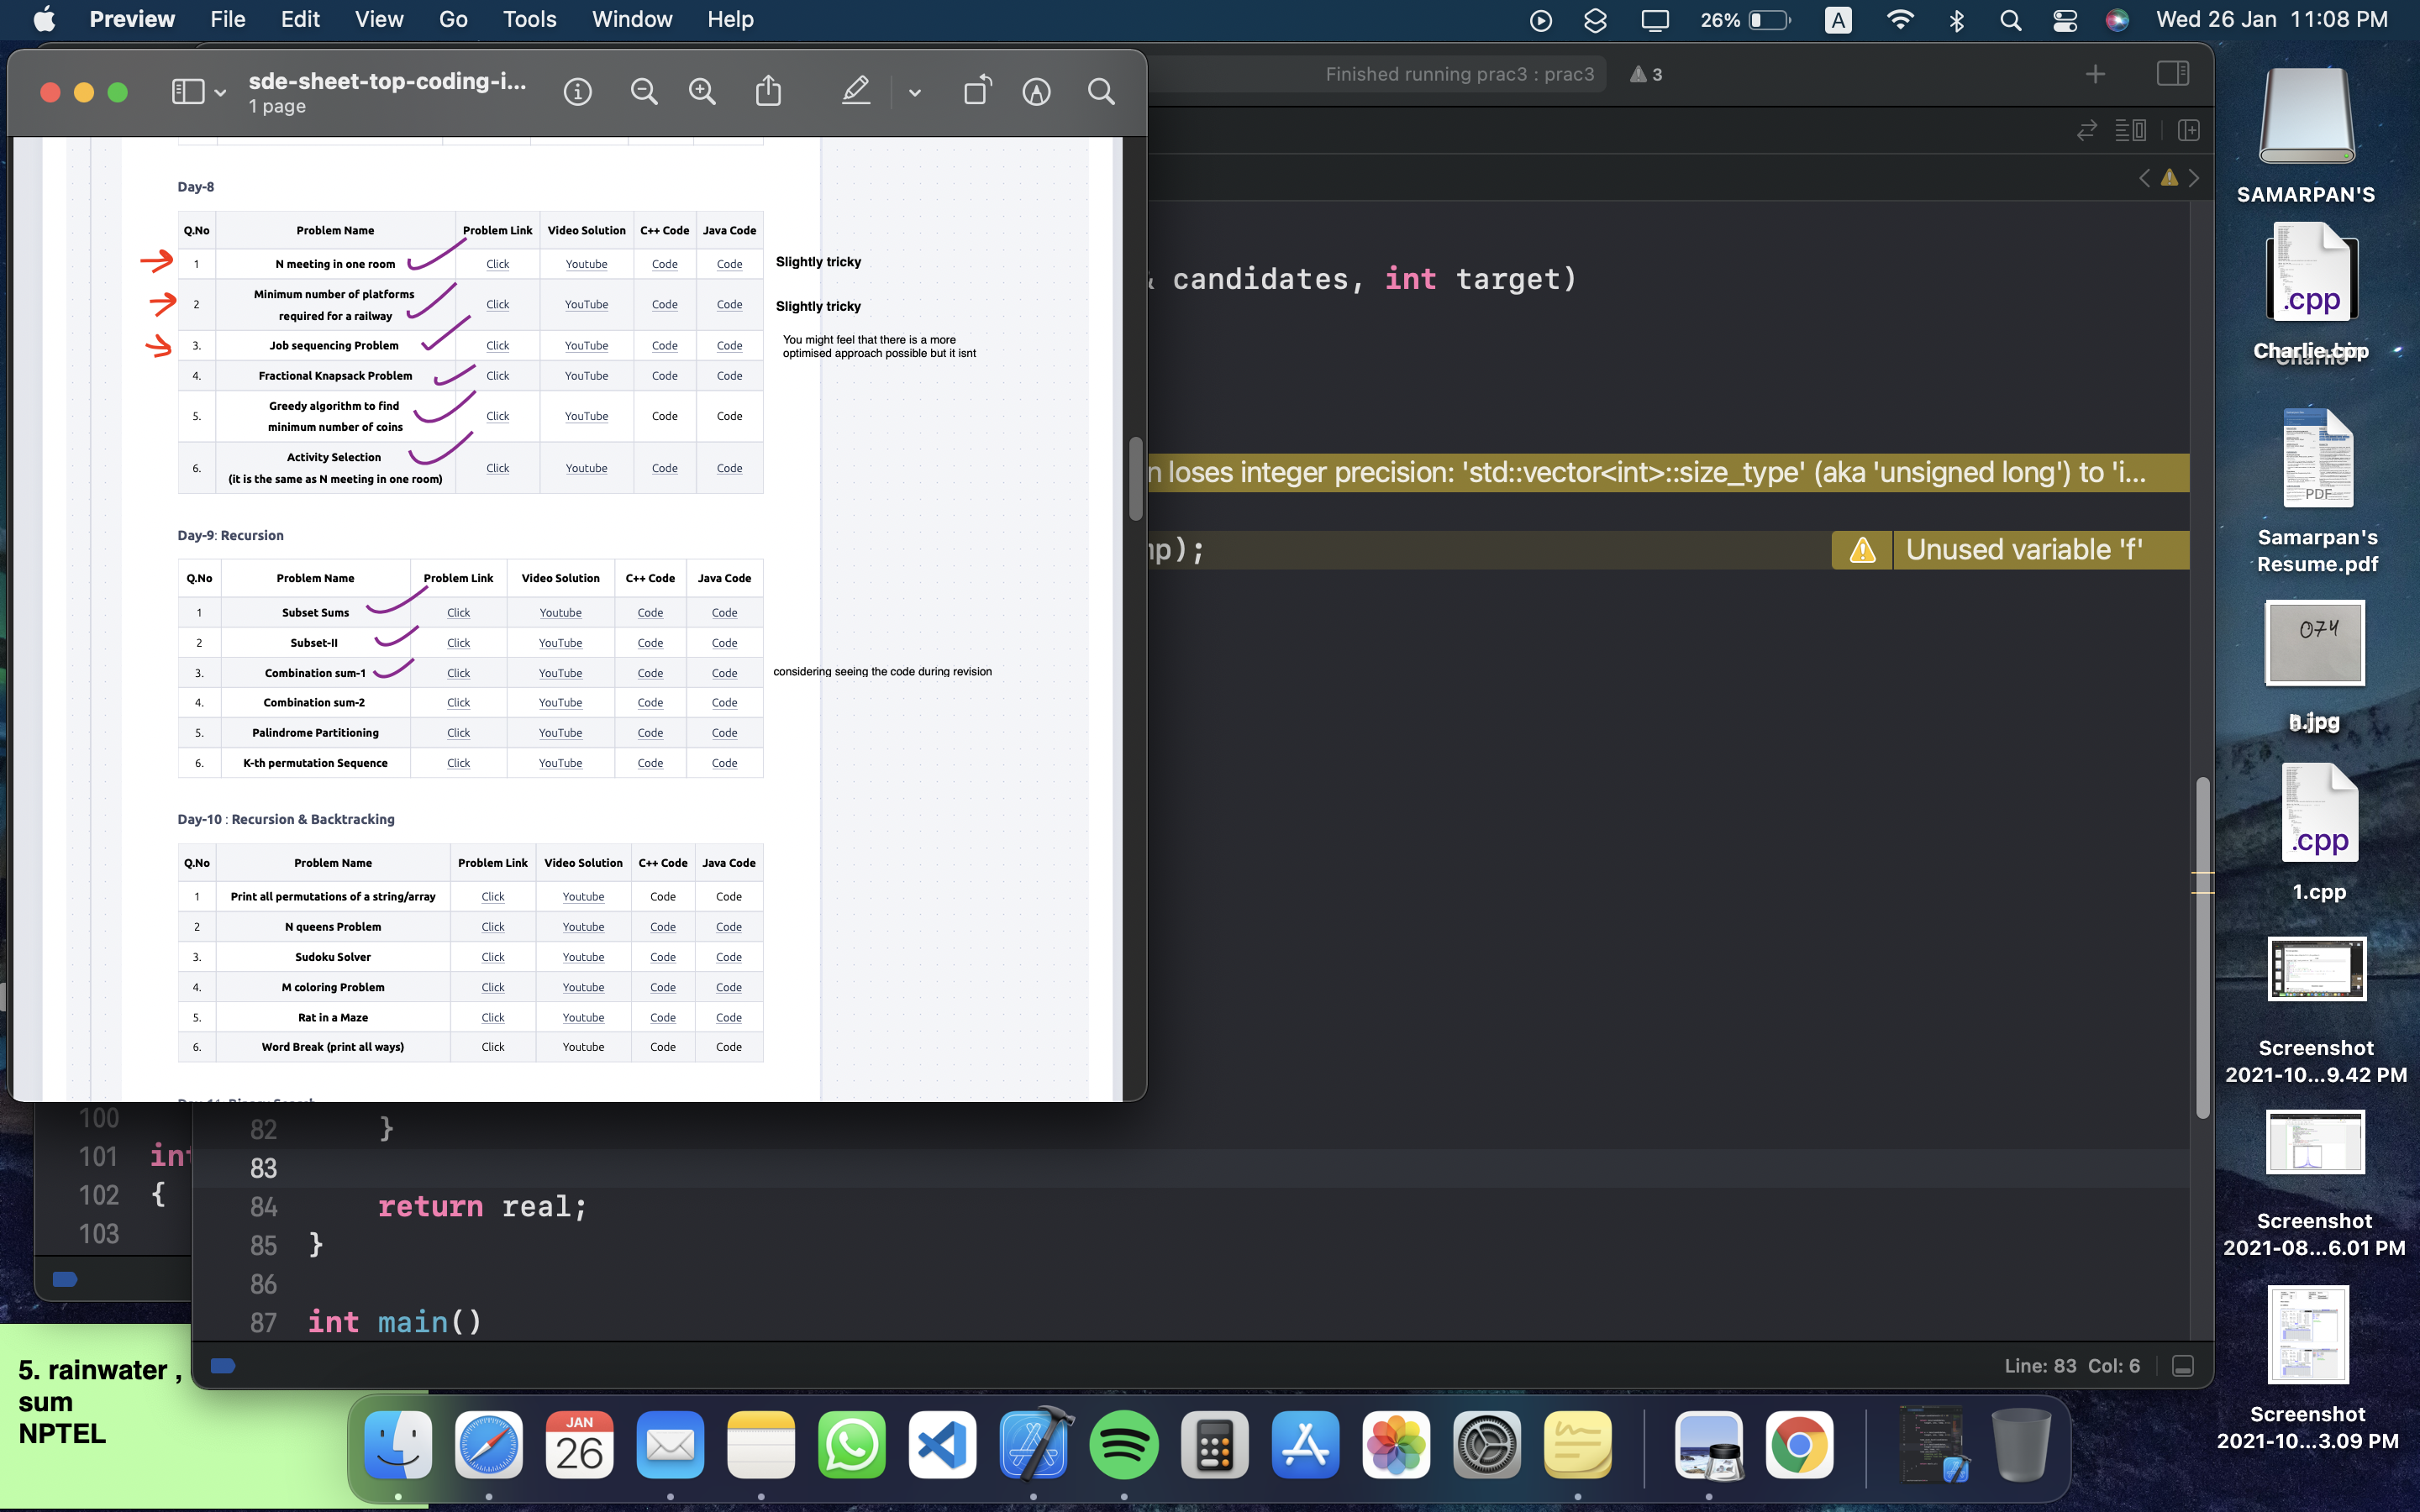 Preview File Edit View Go Tools Window Help
26% A Wed 26 Jan 11:08 PM
sde-sheet-top-coding-i...
1 page
Day-8
Q.No Problem Name Problem Link Video Solution C++ Code Java Code
1 N meeting in one room Click Youtube Code Code Slightly tricky
2 Minimum number of platforms required for a railway Click YouTube Code Code Slightly tricky
3. Job sequencing Problem Click YouTube Code Code
You might feel that there is a more
optimised approach possible but it isnt
4. Fractional Knapsack Problem Click YouTube Code Code
5. Greedy algorithm to find minimum number of coins Click YouTube Code Code
6. Activity Selection (it is the same as N meeting in one room) Click Youtube Code Code
Day-9: Recursion
Q.No Problem Name Problem Link Video Solution C++ Code Java Code
1 Subset Sums Click Youtube Code Code
2 Subset-II Click YouTube Code Code
3. Combination sum-1 Click YouTube Code Code considering seeing the code during revision
4. Combination sum-2 Click YouTube Code Code
5. Palindrome Partitioning Click YouTube Code Code
6. K-th permutation Sequence Click YouTube Code Code
Day-10 : Recursion & Backtracking
Q.No Problem Name Problem Link Video Solution C++ Code Java Code
1 Print all permutations of a string/array Click Youtube Code Code
2 N queens Problem Click Youtube Code Code
3. Sudoku Solver Click Youtube Code Code
4. M coloring Problem Click Youtube Code Code
5. Rat in a Maze Click Youtube Code Code
6. Word Break (print all ways) Click Youtube Code Code
Finished running prac3 : prac3 3
& candidates, int target)
n loses integer precision: 'std::vector<int>::size_type' (aka 'unsigned long') to 'i...
np);
Unused variable 'f'
100
101 int
102 {
103
82 }
83
84 return real;
85 }
86
87 int main()
Line: 83 Col: 6
5. rainwater ,
sum
NPTEL
JAN
26
SAMARPAN'S
.cpp
Charlie.cpp
PDF
Samarpan's
Resume.pdf
074
.jpg
.cpp
1.cpp
Screenshot
2021-10...9.42 PM
Screenshot
2021-08...6.01 PM
Screenshot
2021-10...3.09 PM